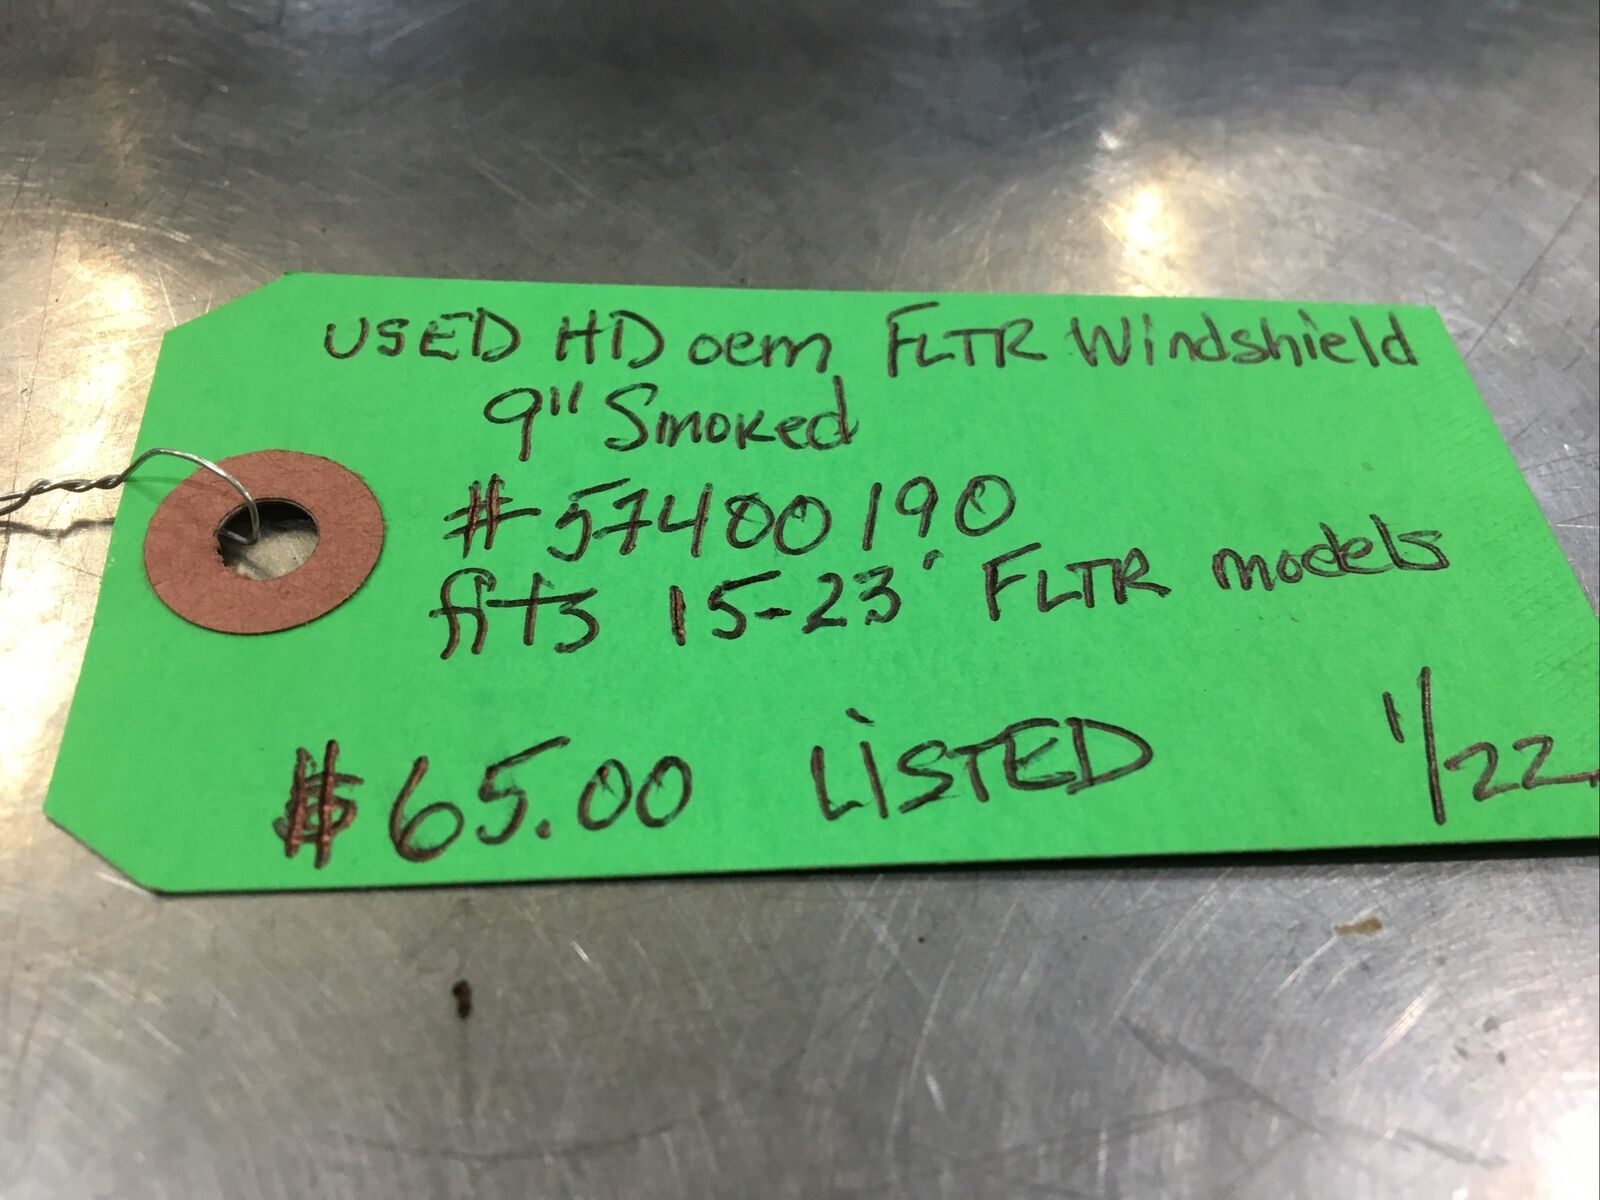 USED HD oem FLTR Windshield
9" Smoked
#57400190
fits 15-23' FLTR models
$65.00 LiSTED 1/22